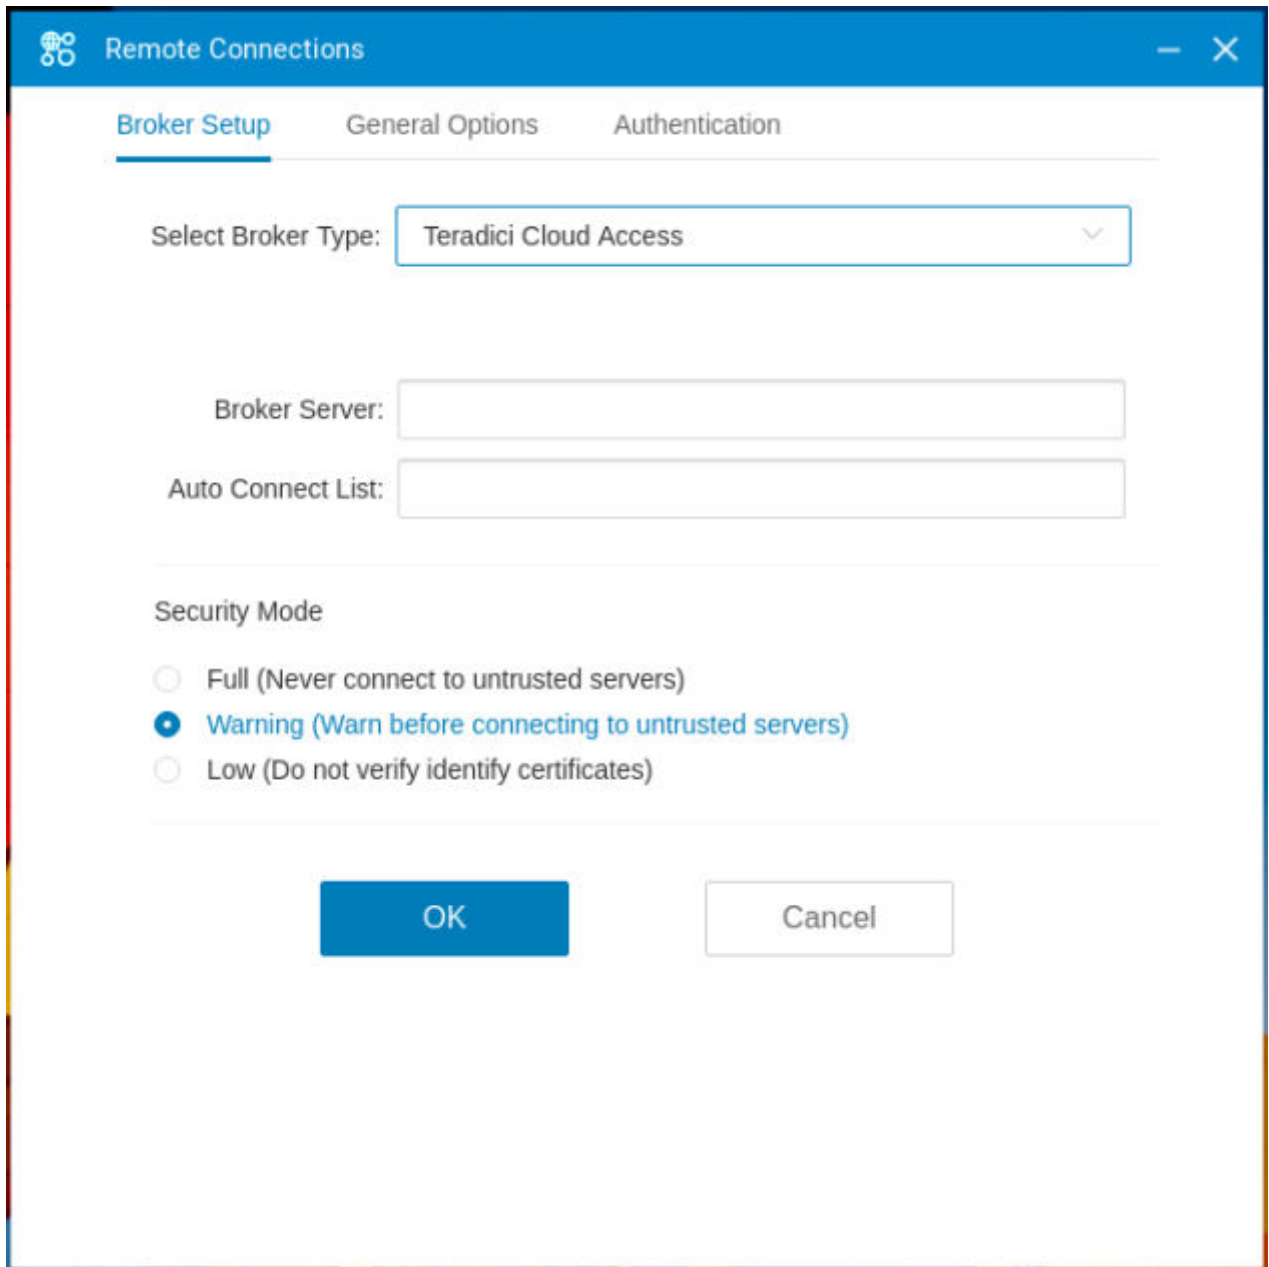 Remote Connections
Broker Setup General Options Authentication
Select Broker Type: Teradici Cloud Access
Broker Server:
Auto Connect List:
Security Mode
Full (Never connect to untrusted servers)
Warning (Warn before connecting to untrusted servers)
Low (Do not verify identify certificates)
OK Cancel